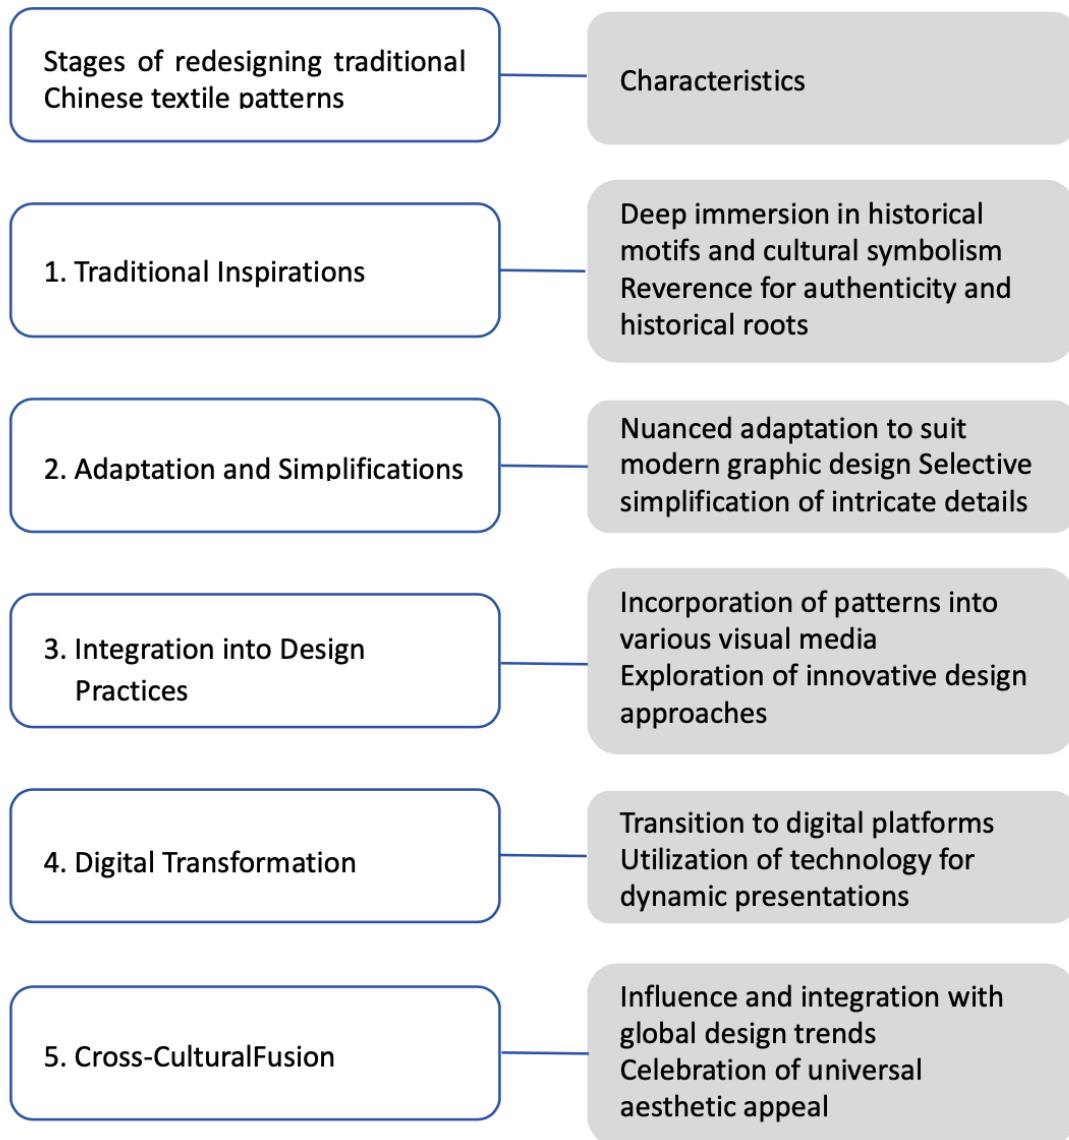 Stages of redesigning traditional
Chinese textile patterns
Characteristics
1. Traditional Inspirations
Deep immersion in historical
motifs and cultural symbolism
Reverence for authenticity and
historical roots
2. Adaptation and Simplifications
Nuanced adaptation to suit
modern graphic design Selective
simplification of intricate details
3. Integration into Design
Practices
Incorporation of patterns into
various visual media
Exploration of innovative design
approaches
4. Digital Transformation
Transition to digital platforms
Utilization of technology for
dynamic presentations
5. Cross-CulturalFusion
Influence and integration with
global design trends
Celebration of universal
aesthetic appeal